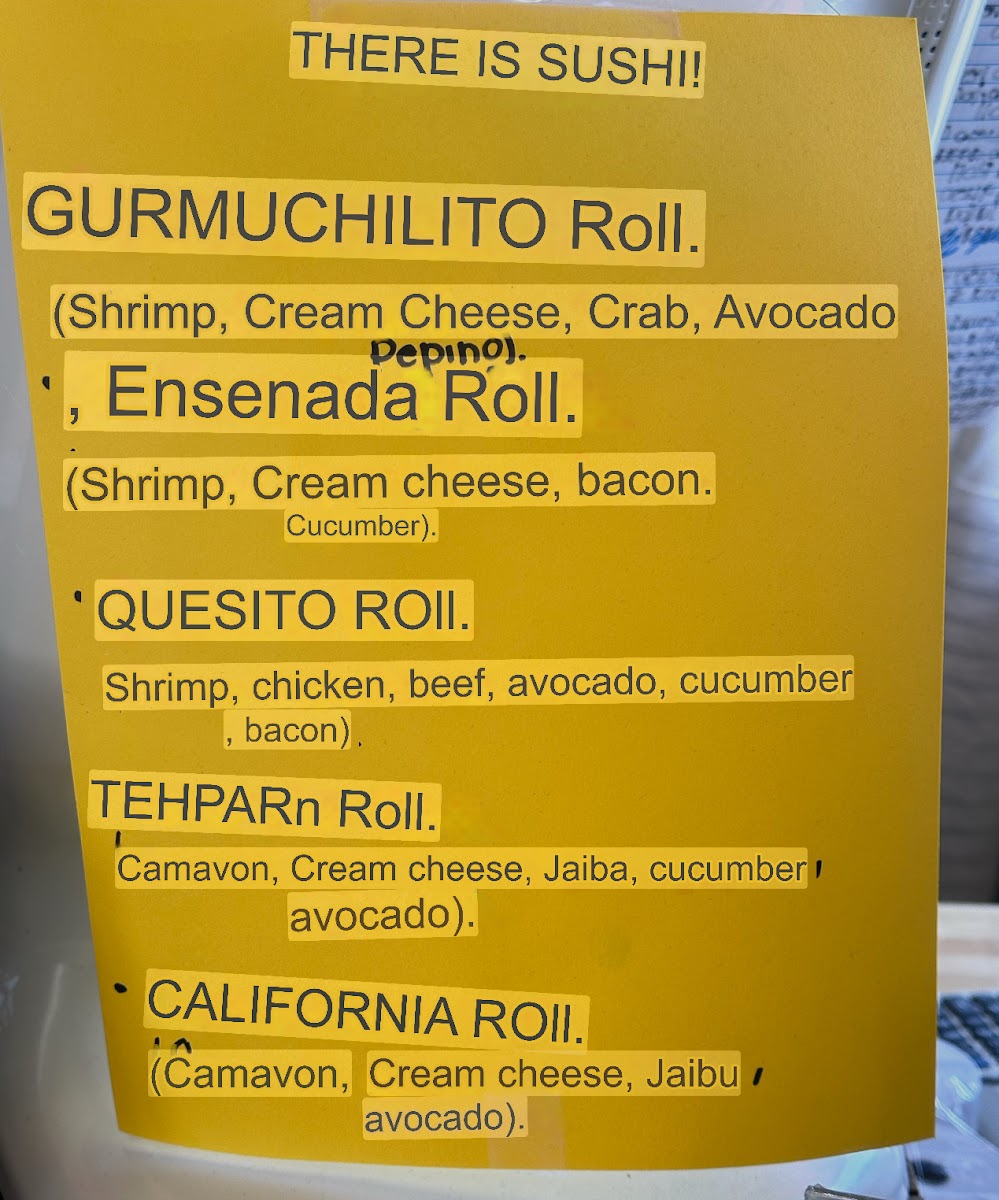 THERE IS SUSHI!
GURMUCHILITO Roll.
(Shrimp, Cream Cheese, Crab, Avocado
Pepino).
, Ensenada Roll.
(Shrimp, Cream cheese, bacon.
Cucumber).
QUESITO ROll.
Shrimp, chicken, beef, avocado, cucumber
, bacon).
TEHPARn Roll.
Camavon, Cream cheese, Jaiba, cucumber,
avocado).
CALIFORNIA ROll.
(Camavon, Cream cheese, Jaibu,
avocado).